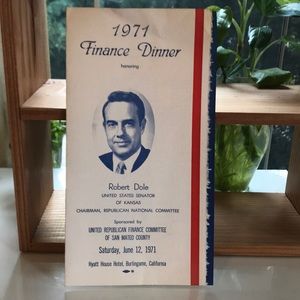 1971
Finance Dinner
honoring
Robert Dole
UNITED STATES SENATOR
OF KANSAS
CHAIRMAN, REPUBLICAN NATIONAL COMMITTEE
Sponsored by
UNITED REPUBLICAN FINANCE COMMITTEE
OF SAN MATEO COUNTY
Saturday, June 12, 1971
Hyatt House Hotel, Burlingame, California